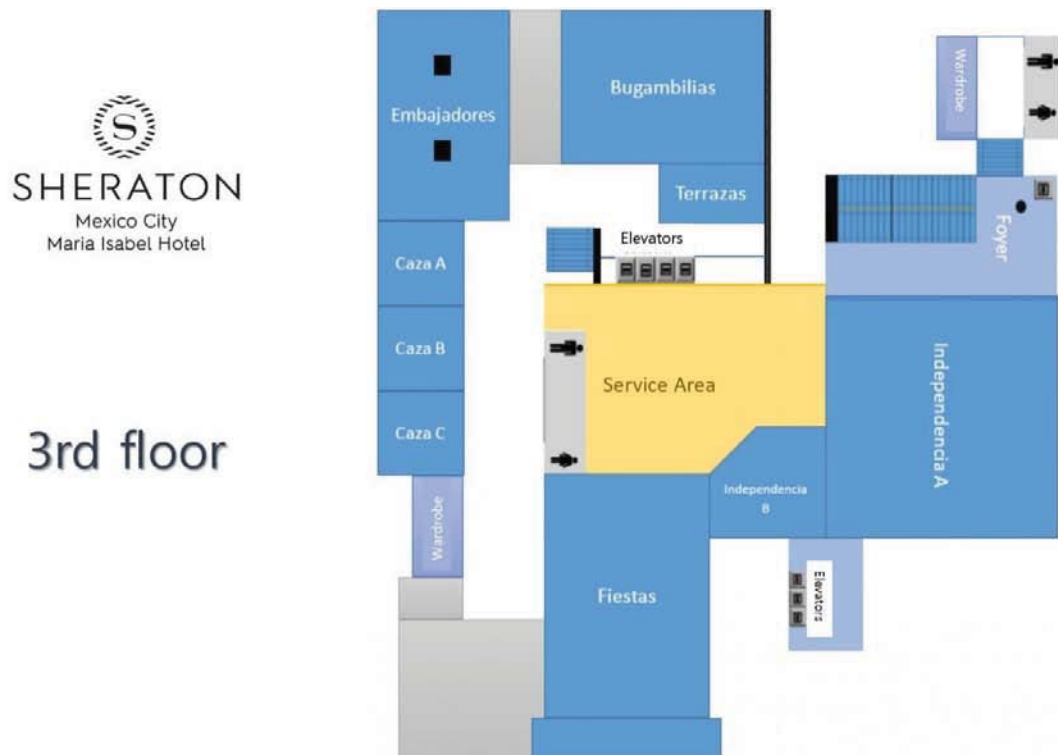 S
SHERATON
Mexico City
Maria Isabel Hotel
3rd floor
Embajadores
Bugambilias
Terrazas
Wardrobe
Foyer
Elevators
Caza A
Caza B
Caza C
Service Area
Independencia A
Independencia
B
Wardrobe
Fiestas
Elevators